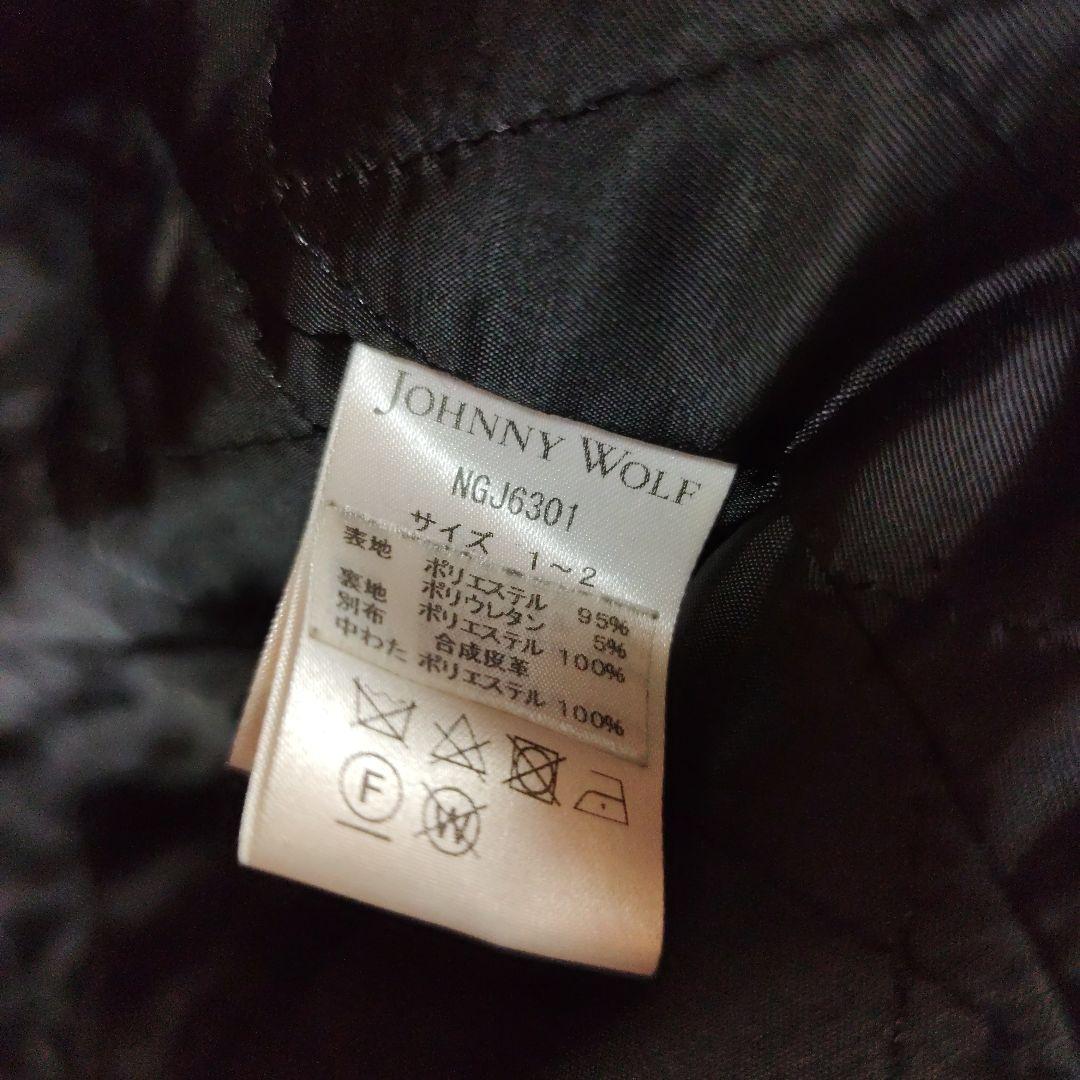 JOHNNY WOLF
NGJ6301
サイズ 1~2
表地 ポリエステル 95%
ポリウレタン 5%
裏地 ポリエステル 100%
別布 合成皮革
中わた ポリエステル 100%
F
W